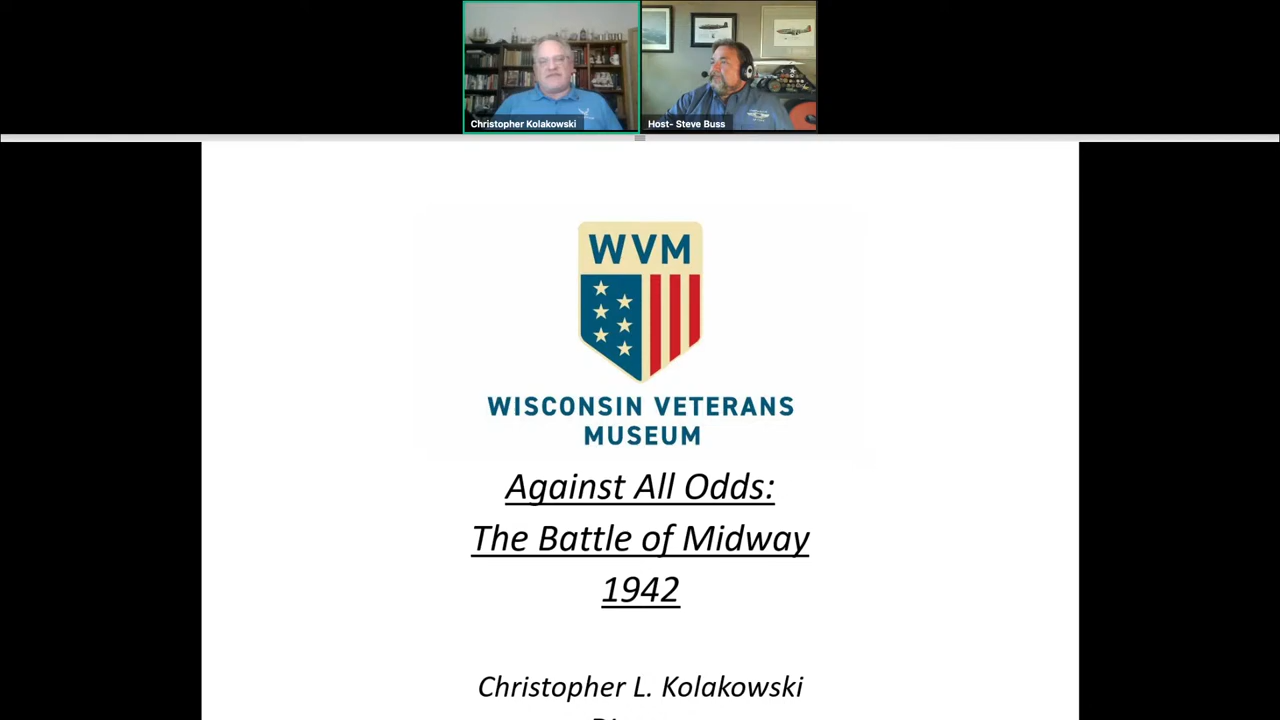 Christopher Kolakowski
Host- Steve Buss
WVM
WISCONSIN VETERANS
MUSEUM
Against All Odds:
The Battle of Midway
1942
Christopher L. Kolakowski